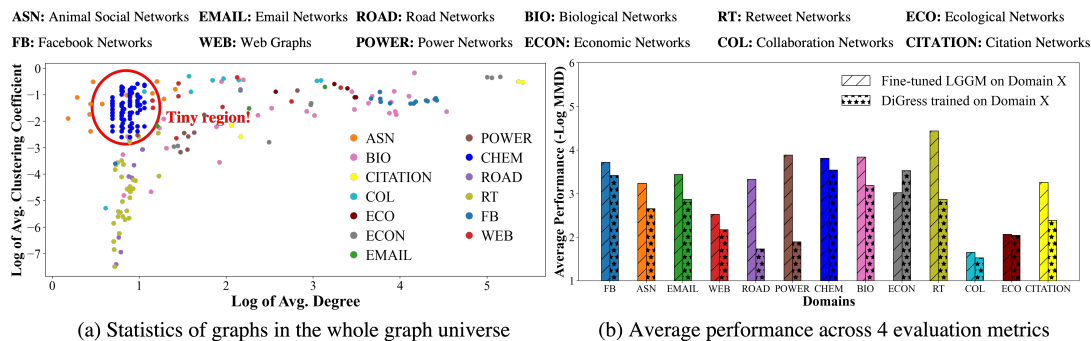 ASN: Animal Social Networks EMAIL: Email Networks ROAD: Road Networks BIO: Biological Networks RT: Retweet Networks ECO: Ecological Networks
FB: Facebook Networks WEB: Web Graphs POWER: Power Networks ECON: Economic Networks COL: Collaboration Networks CITATION: Citation Networks
Log of Avg. Clustering Coefficient
0
−1
−2
−3
−4
−5
−6
−7
Tiny region!
ASN
BIO
CITATION
COL
ECO
ECON
EMAIL
POWER
CHEM
ROAD
RT
FB
WEB
0 1 2 3 4 5
Log of Avg. Degree
(a) Statistics of graphs in the whole graph universe
Average Performance (-Log MMD)
6
5
4
3
2
1
Fine-tuned LGGM on Domain X
DiGress trained on Domain X
FB ASN EMAIL WEB ROAD POWER CHEM BIO ECON RT COL ECO CITATION
Domains
(b) Average performance across 4 evaluation metrics